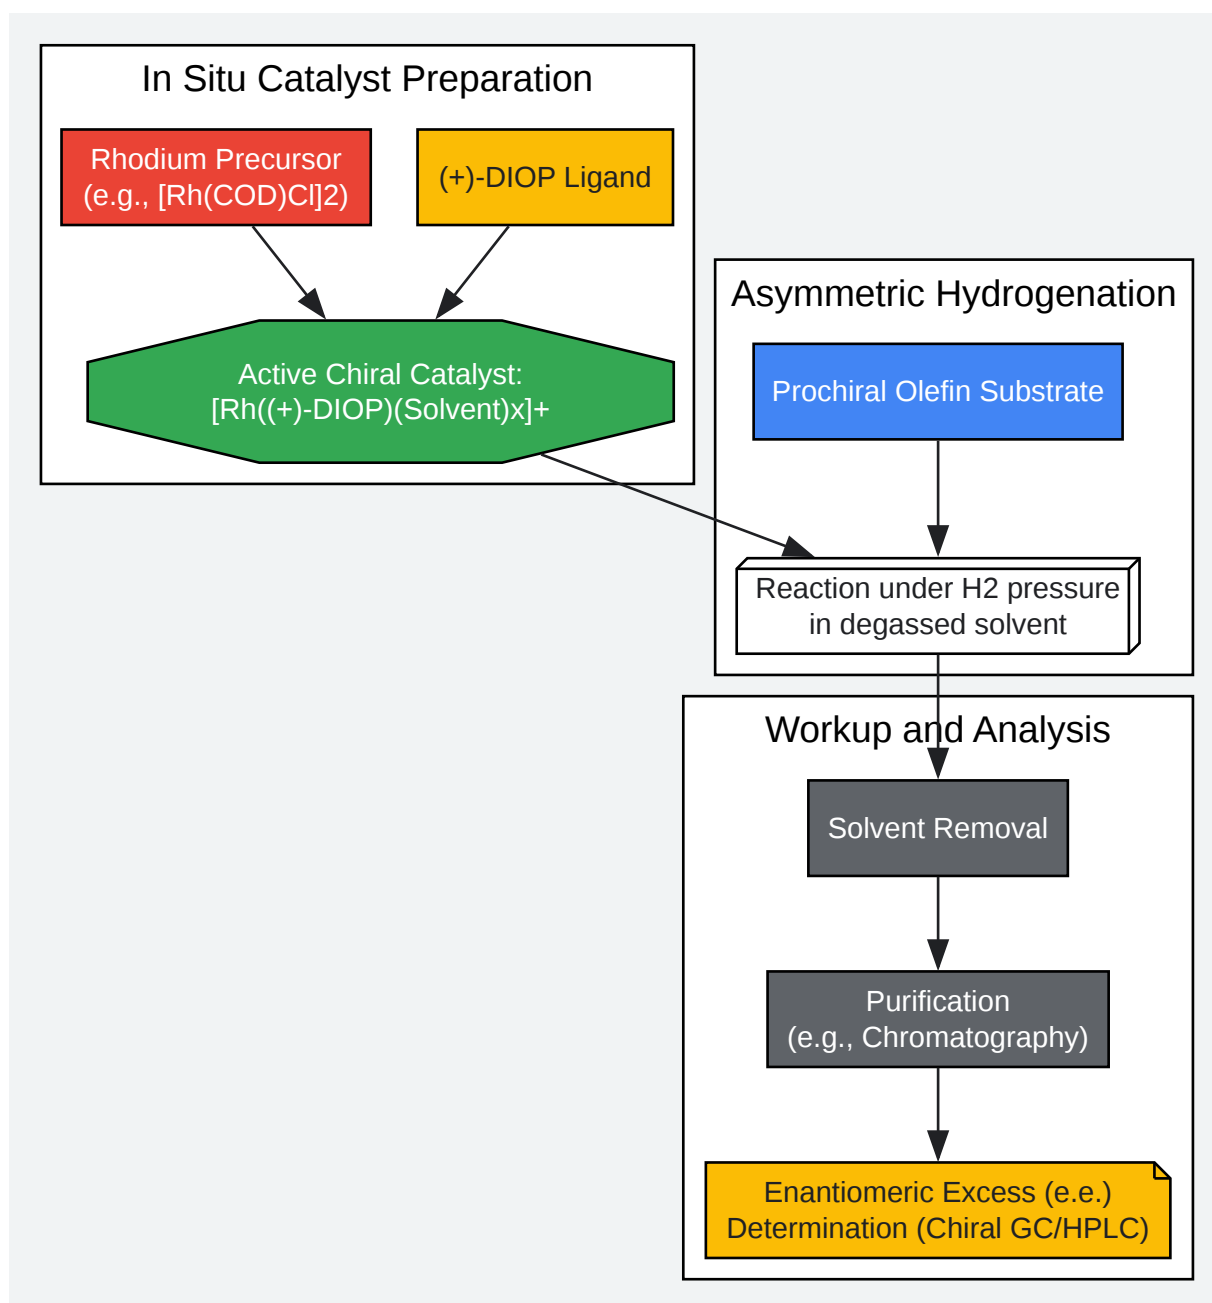 In Situ Catalyst Preparation
Rhodium Precursor
(e.g., [Rh(COD)Cl]2)
(+)-DIOP Ligand
Active Chiral Catalyst:
[Rh((+)-DIOP)(Solvent)x]+
Asymmetric Hydrogenation
Prochiral Olefin Substrate
Reaction under H2 pressure
in degassed solvent
Workup and Analysis
Solvent Removal
Purification
(e.g., Chromatography)
Enantiomeric Excess (e.e.)
Determination (Chiral GC/HPLC)